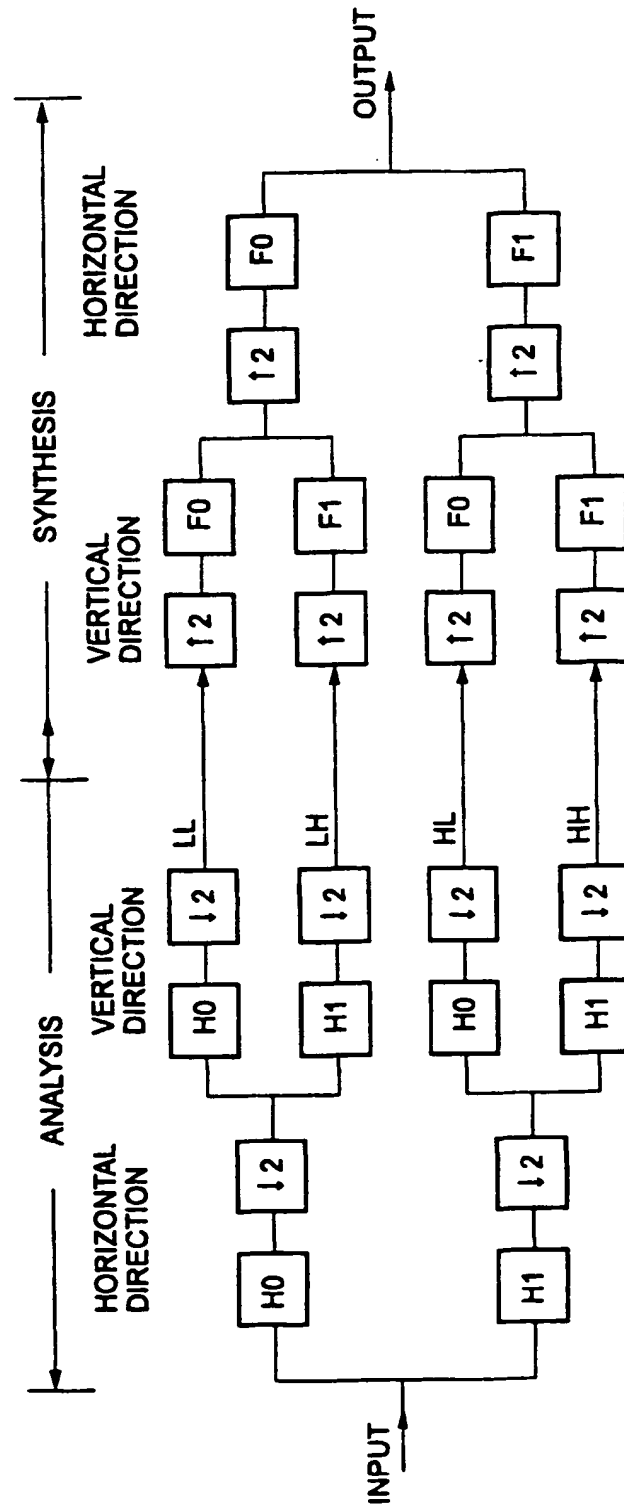 ANALYSIS
SYNTHESIS
HORIZONTAL
DIRECTION
VERTICAL
DIRECTION
VERTICAL
DIRECTION
HORIZONTAL
DIRECTION
INPUT
H0
↓2
H0
↓2
LL
↑2
F0
↑2
F0
H1
↓2
LH
↑2
F1
OUTPUT
H1
↓2
H0
↓2
HL
↑2
F0
↑2
F1
H1
↓2
HH
↑2
F1